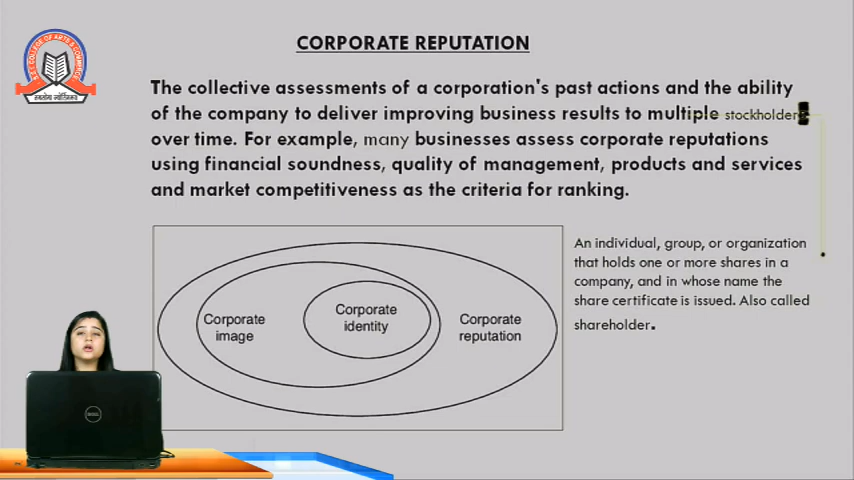 CORPORATE REPUTATION
The collective assessments of a corporation's past actions and the ability
of the company to deliver improving business results to multiple stockholders
over time. For example, many businesses assess corporate reputations
using financial soundness, quality of management, products and services
and market competitiveness as the criteria for ranking.
An individual, group, or organization
that holds one or more shares in a
company, and in whose name the
share certificate is issued. Also called
shareholder.
Corporate
image
Corporate
identity
Corporate
reputation
DELL